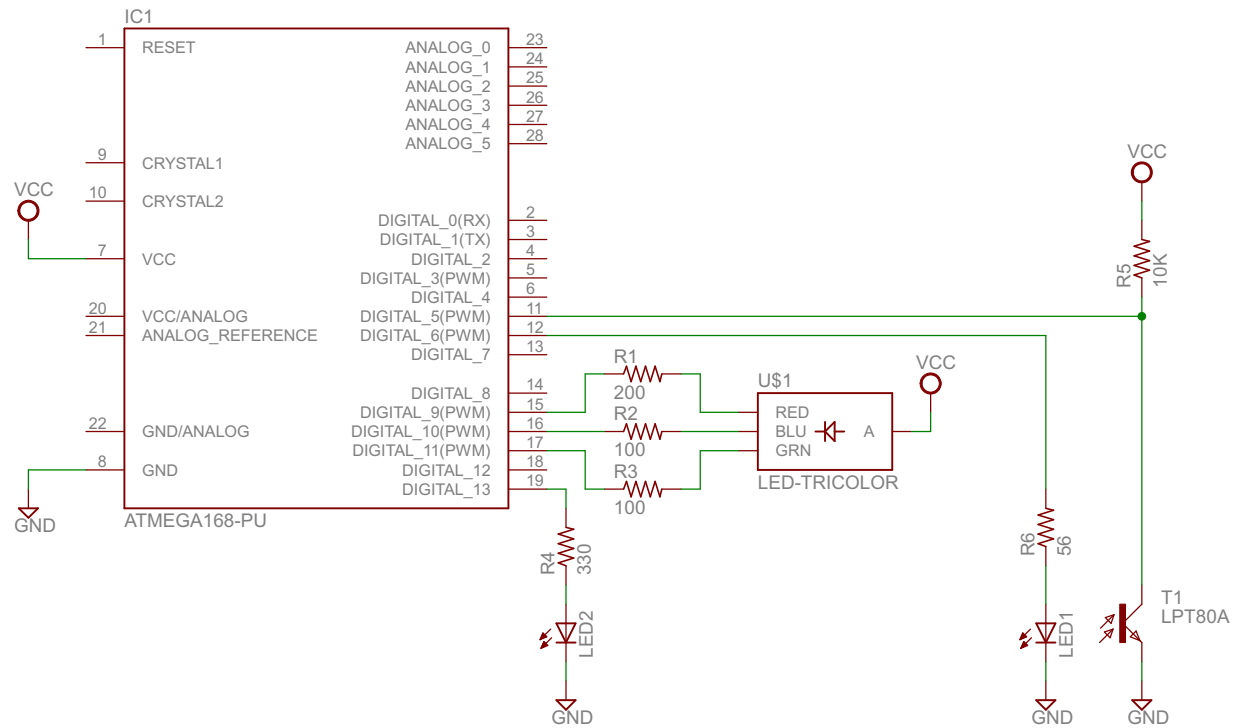 IC1
1 RESET
ANALOG_0 23
ANALOG_1 24
ANALOG_2 25
ANALOG_3 26
ANALOG_4 27
ANALOG_5 28
9 CRYSTAL1
VCC
10 CRYSTAL2
VCC
DIGITAL_0(RX) 2
DIGITAL_1(TX) 3
7 VCC
DIGITAL_2 4
DIGITAL_3(PWM) 5
R5
10K
DIGITAL_4 6
20 VCC/ANALOG
DIGITAL_5(PWM) 11
21 ANALOG_REFERENCE
DIGITAL_6(PWM) 12
DIGITAL_7 13
R1
200
VCC
U$1
DIGITAL_8 14
DIGITAL_9(PWM) 15
R2
100
RED
22 GND/ANALOG
DIGITAL_10(PWM) 16
BLU A
DIGITAL_11(PWM) 17
GRN
8 GND
DIGITAL_12 18
R3
100
LED-TRICOLOR
DIGITAL_13 19
GND
ATMEGA168-PU
R4
330
R6
56
T1
LPT80A
LED2
LED1
GND
GND
GND